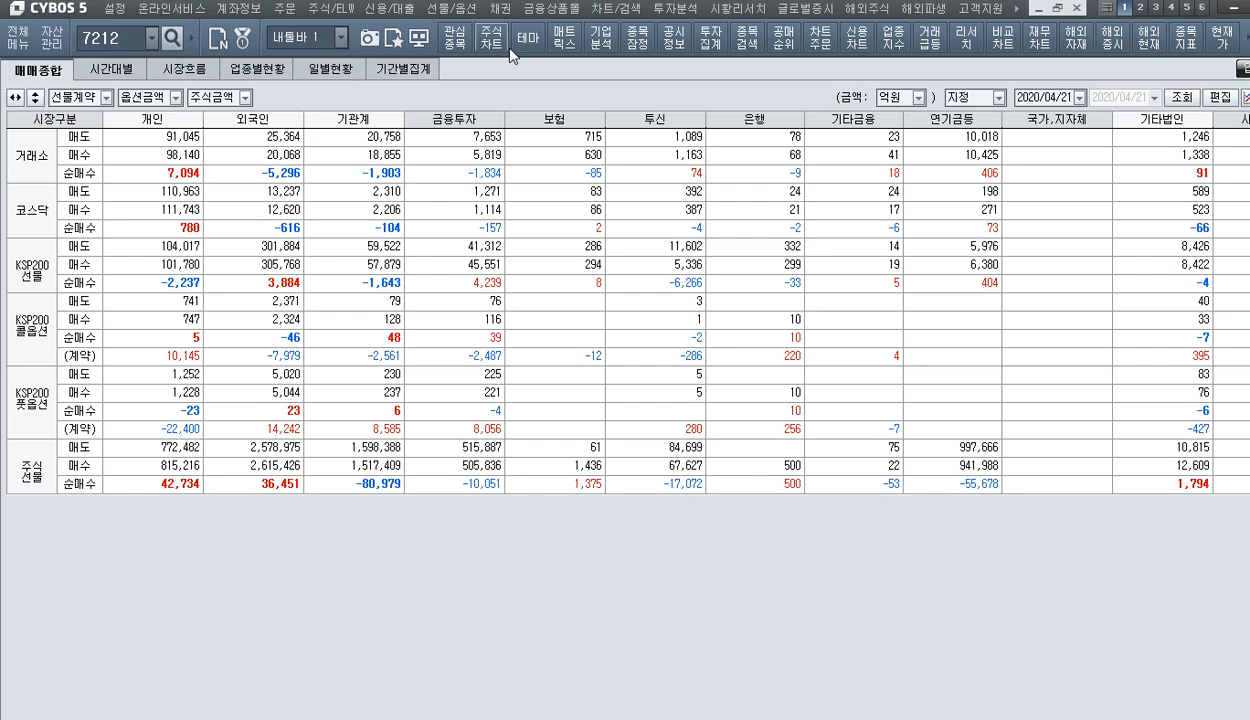 CYBOS 5 설정 온라인서비스 계좌정보 주문 주식/ELW 신용/대출 선물/옵션 채권 금융상품몰 차트/검색 투자분석 시황리서치 글로벌증시 해외주식 해외파생 고객지원 1 2 3 4 5 6
전체메뉴 자산관리 7212 내툴바 1 관심종목 주식차트 테마 매트릭스 기업분석 종목잠정 공시정보 투자집계 종목검색 공매순위 차트주문 신용차트 업종지수 거래급등 리서치 비교차트 재무차트 해외자재 해외증시 해외현재 종목지표 현재가
매매종합 시간대별 시장흐름 업종별현황 일별현황 기간별집계
선물계약 옵션금액 주식금액 (금액: 억원 ) 지정 2020/04/21 2020/04/21 조회 편집
시장구분 개인 외국인 기관계 금융투자 보험 투신 은행 기타금융 연기금등 국가,지자체 기타법인
거래소
매도 91,045 25,364 20,758 7,653 715 1,089 78 23 10,018 1,246
매수 98,140 20,068 18,855 5,819 630 1,163 68 41 10,425 1,338
순매수 7,094 -5,296 -1,903 -1,834 -85 74 -9 18 406 91
코스닥
매도 110,963 13,237 2,310 1,271 83 392 24 24 198 589
매수 111,743 12,620 2,206 1,114 86 387 21 17 271 523
순매수 780 -616 -104 -157 2 -4 -2 -6 73 -66
KSP200 선물
매도 104,017 301,884 59,522 41,312 286 11,602 332 14 5,976 8,426
매수 101,780 305,768 57,879 45,551 294 5,336 299 19 6,380 8,422
순매수 -2,237 3,884 -1,643 4,239 8 -6,266 -33 5 404 -4
KSP200 콜옵션
매도 741 2,371 79 76 3 40
매수 747 2,324 128 116 1 10 33
순매수 5 -46 48 39 -2 10 -7
(계약) 10,145 -7,979 -2,561 -2,487 -12 -286 220 4 395
KSP200 풋옵션
매도 1,252 5,020 230 225 5 83
매수 1,228 5,044 237 221 5 10 76
순매수 -23 23 6 -4 10 -6
(계약) -22,400 14,242 8,585 8,056 280 256 -7 -427
주식 선물
매도 772,482 2,578,975 1,598,388 515,887 61 84,699 75 997,666 10,815
매수 815,216 2,615,426 1,517,409 505,836 1,436 67,627 500 22 941,988 12,609
순매수 42,734 36,451 -80,979 -10,051 1,375 -17,072 500 -53 -55,678 1,794